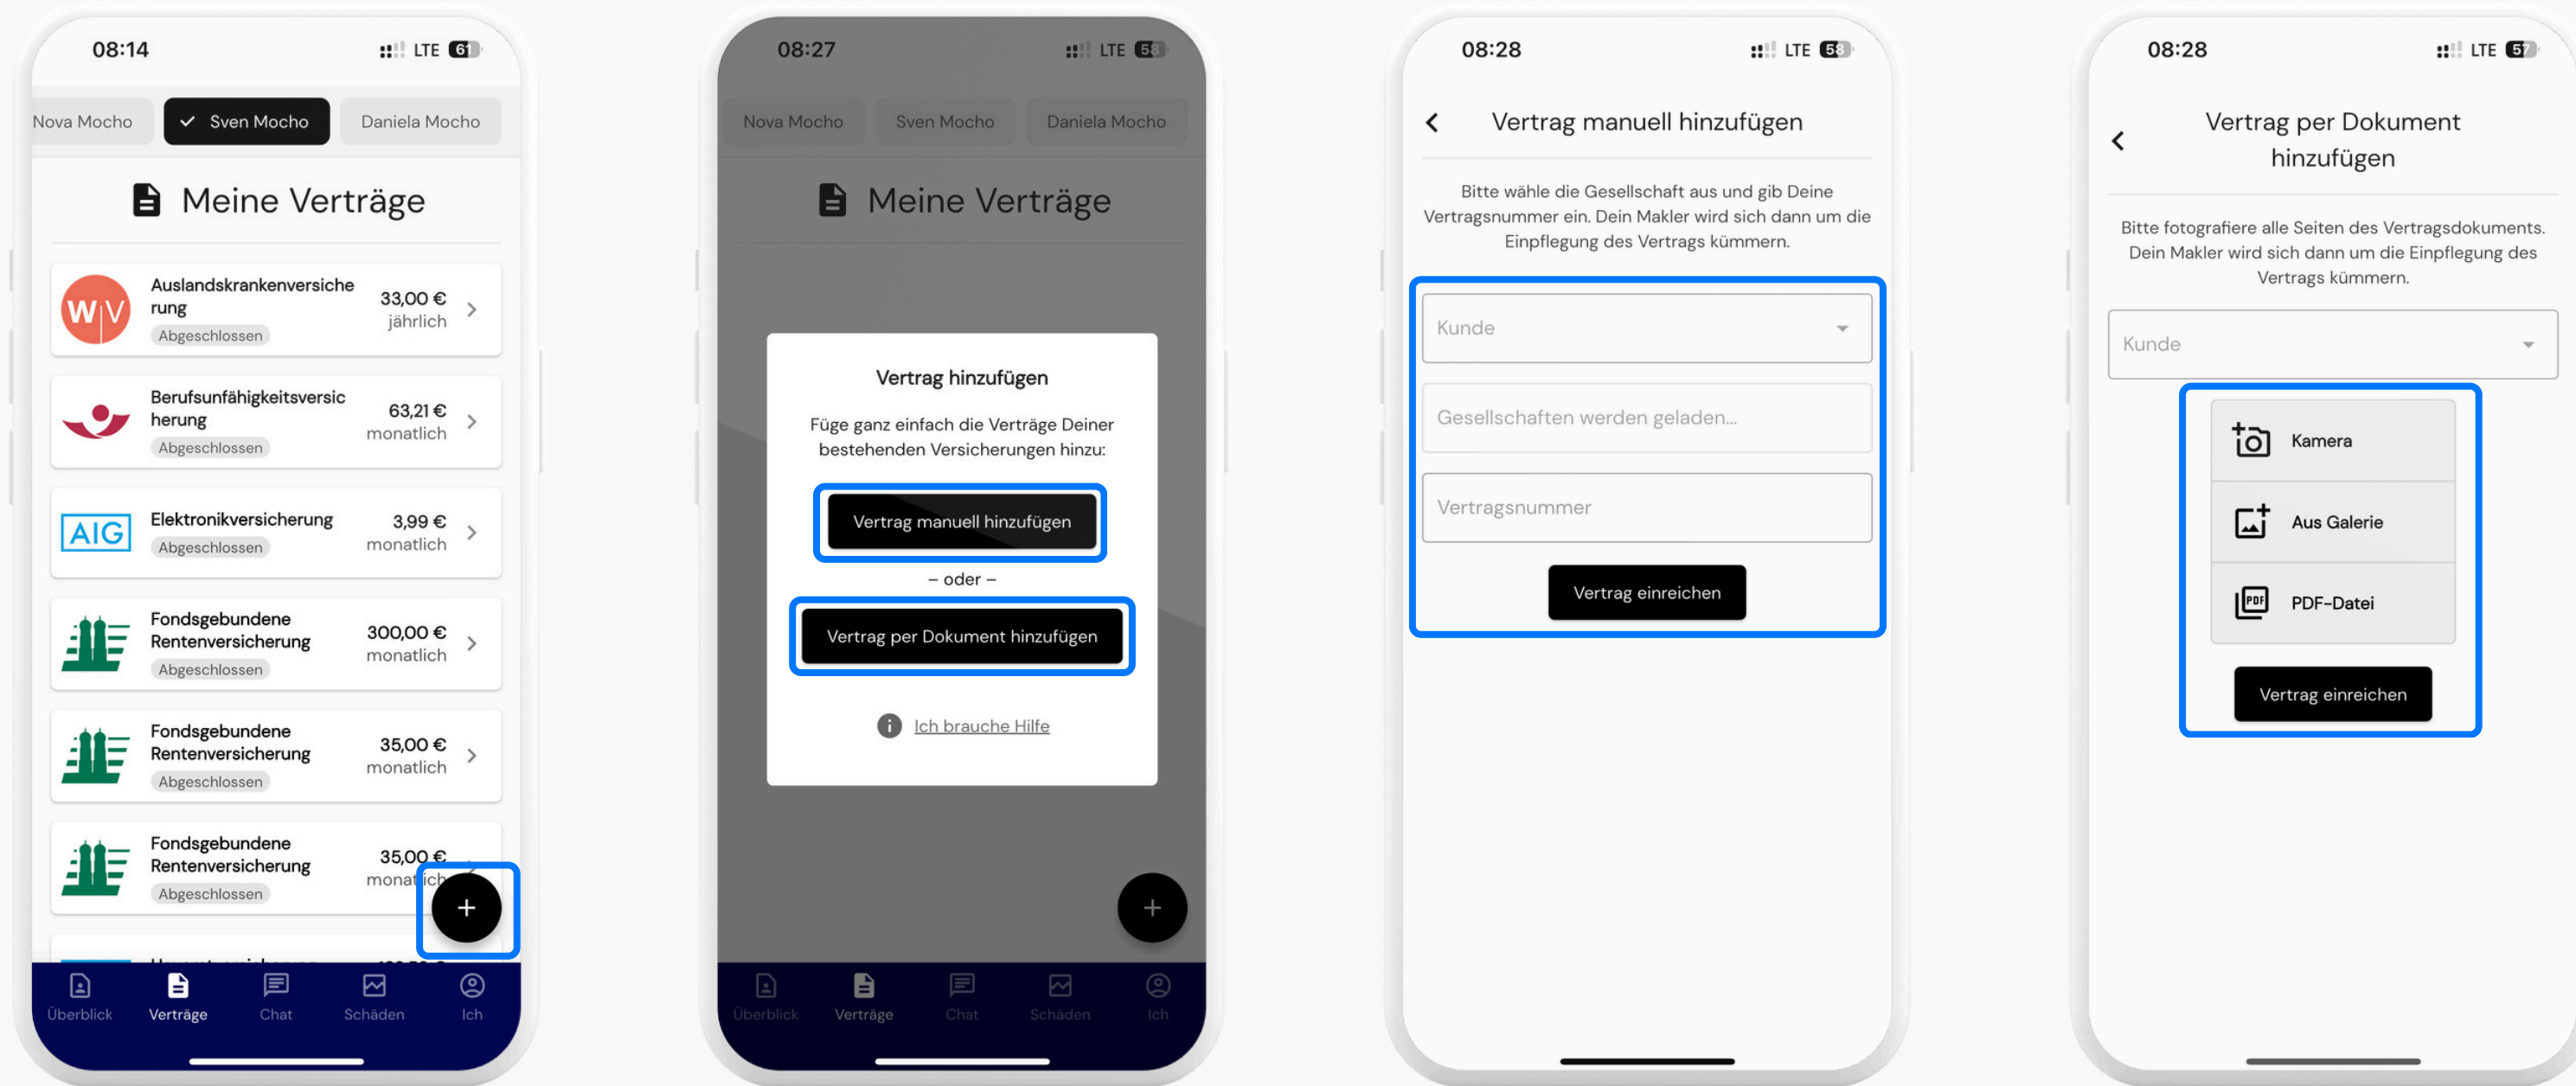 08:14
LTE 61
Nova Mocho
Sven Mocho
Daniela Mocho
Meine Verträge
W|V
Auslandskrankenversiche
rung
Abgeschlossen
33,00 €
jährlich
Berufsunfähigkeitsversic
herung
Abgeschlossen
63,21 €
monatlich
AIG
Elektronikversicherung
Abgeschlossen
3,99 €
monatlich
Fondsgebundene
Rentenversicherung
Abgeschlossen
300,00 €
monatlich
Fondsgebundene
Rentenversicherung
Abgeschlossen
35,00 €
monatlich
Fondsgebundene
Rentenversicherung
Abgeschlossen
35,00 €
monatlich
+
Überblick
Verträge
Chat
Schäden
Ich
08:27
LTE 58
Nova Mocho
Sven Mocho
Daniela Mocho
Meine Verträge
Vertrag hinzufügen
Füge ganz einfach die Verträge Deiner
bestehenden Versicherungen hinzu:
Vertrag manuell hinzufügen
– oder –
Vertrag per Dokument hinzufügen
Ich brauche Hilfe
+
Überblick
Verträge
Chat
Schäden
Ich
08:28
LTE 58
Vertrag manuell hinzufügen
Bitte wähle die Gesellschaft aus und gib Deine
Vertragsnummer ein. Dein Makler wird sich dann um die
Einpflegung des Vertrags kümmern.
Kunde
Gesellschaften werden geladen...
Vertragsnummer
Vertrag einreichen
08:28
LTE 57
Vertrag per Dokument
hinzufügen
Bitte fotografiere alle Seiten des Vertragsdokuments.
Dein Makler wird sich dann um die Einpflegung des
Vertrags kümmern.
Kunde
Kamera
Aus Galerie
PDF
PDF-Datei
Vertrag einreichen